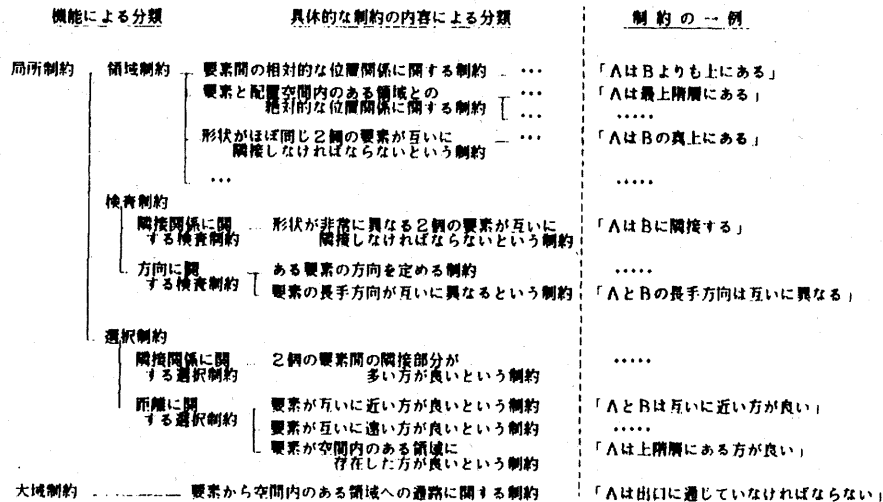 機能による分類 具体的な制約の内容による分類 制約の一例
局所制約 領域制約 要素間の相対的な位置関係に関する制約 … 「AはBよりも上にある」
要素と配置空間内のある領域との … 「Aは最上階層にある」
絶対的な位置関係に関する制約 … ・・・・・
形状がほぼ同じ2個の要素が互いに … 「AはBの真上にある」
隣接しなければならないという制約
… ・・・・・
検査制約
隣接関係に関 形状が非常に異なる2個の要素が互いに 「AはBに隣接する」
する検査制約 隣接しなければならないという制約
方向に関 ある要素の方向を定める制約 ・・・・・
する検査制約 要素の長手方向が互いに異なるという制約 「AとBの長手方向は互いに異なる」
選択制約
隣接関係に関 2個の要素間の隣接部分が ・・・・・
する選択制約 多い方が良いという制約
距離に関 要素が互いに近い方が良いという制約 「AとBは互いに近い方が良い」
する選択制約 要素が互いに遠い方が良いという制約 ・・・・・
要素が空間内のある領域に 「Aは上階層にある方が良い」
存在した方が良いという制約
大域制約 要素から空間内のある領域への通路に関する制約 「Aは出口に通じていなければならない」